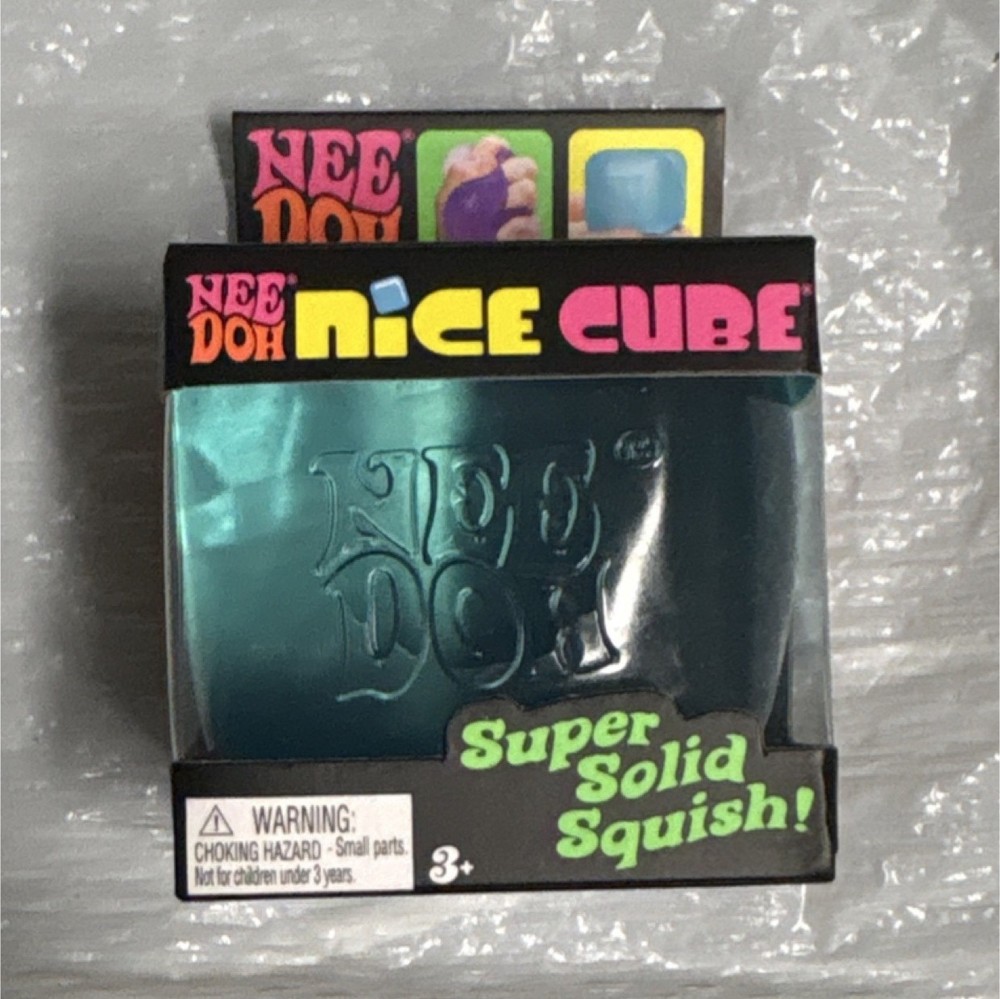 NEE®
DOH
NEE®
DOH
NiCE CUBE®
NEE®
DOH
Super
Solid
Squish!
⚠ WARNING:
CHOKING HAZARD - Small parts.
Not for children under 3 years.
3+